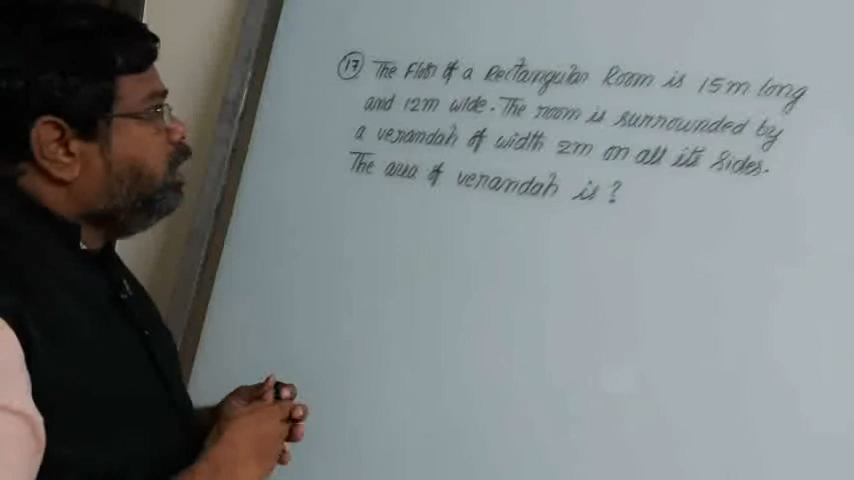 17 The Floor of a Rectangular Room is 15m long
and 12m wide. The room is surrounded by
a verandah of width 2m on all its sides.
The area of verandah is ?